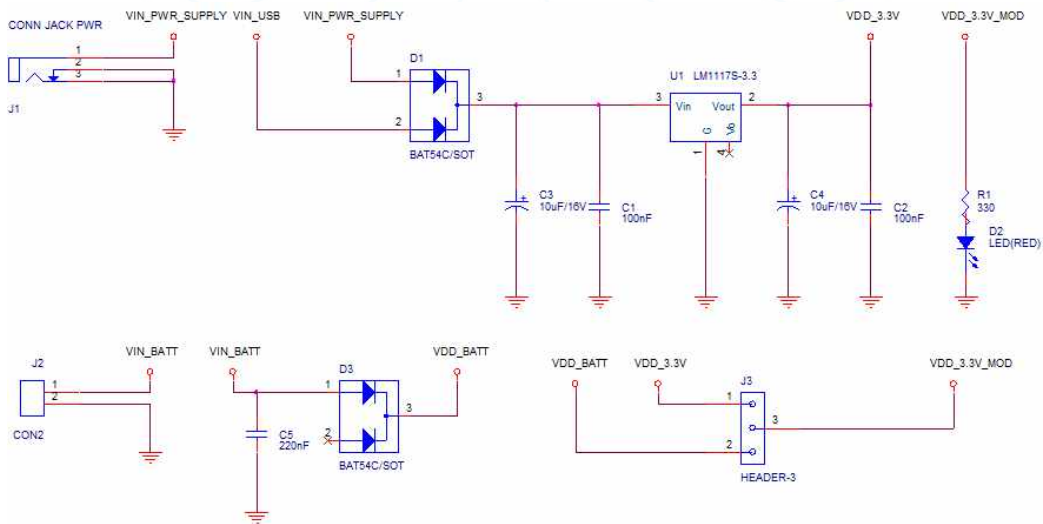 CONN JACK PWR
VIN_PWR_SUPPLY
VIN_USB
VIN_PWR_SUPPLY
VDD_3.3V
VDD_3.3V_MOD
1
2
3
J1
D1
1
2
3
BAT54C/SOT
U1 LM1117S-3.3
3
Vin
Vout
2
G
Vo
1
4
C3
10uF/16V
C1
100nF
C4
10uF/16V
C2
100nF
R1
330
D2
LED(RED)
J2
VIN_BATT
1
2
CON2
VIN_BATT
D3
VDD_BATT
1
2
3
C5
220nF
BAT54C/SOT
VDD_BATT
VDD_3.3V
J3
VDD_3.3V_MOD
1
3
2
HEADER-3